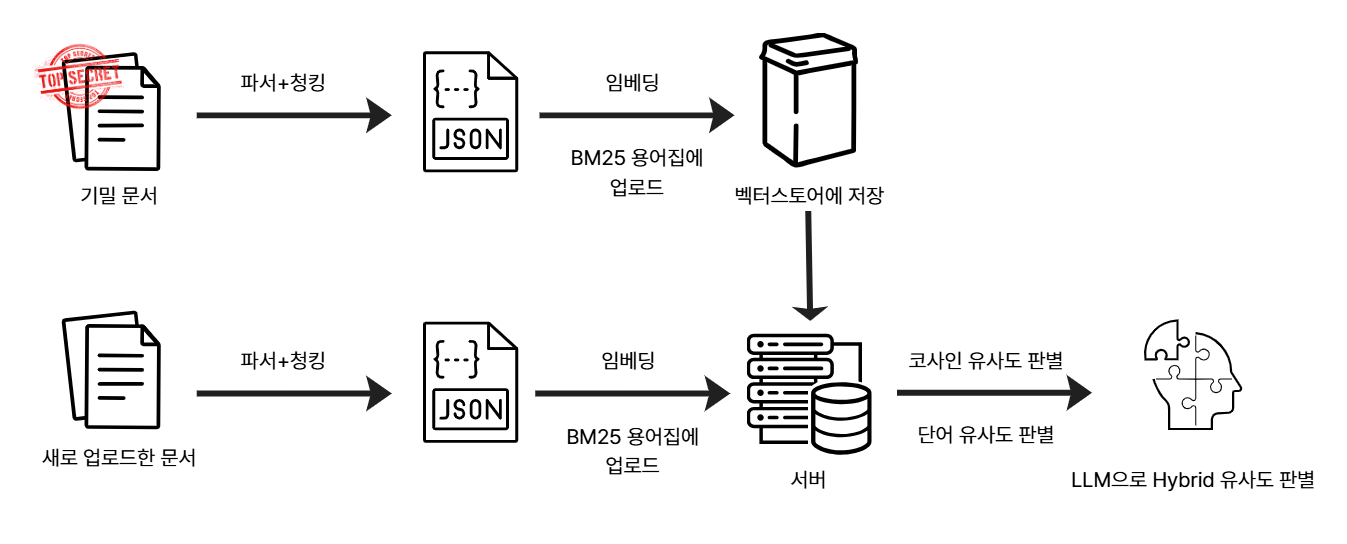 TOP SECRET
TOP SECRET
파서+청킹
{...}
JSON
임베딩
BM25 용어집에
업로드
기밀 문서
벡터스토어에 저장
파서+청킹
{...}
JSON
임베딩
BM25 용어집에
업로드
코사인 유사도 판별
단어 유사도 판별
새로 업로드한 문서
서버
LLM으로 Hybrid 유사도 판별